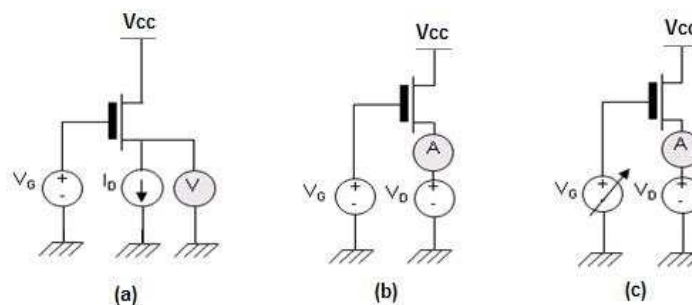 Vcc
Vcc
Vcc
VG
+
-
ID
V
VG
+
-
A
VD
+
-
VG
+
-
A
VD
+
-
(a)
(b)
(c)